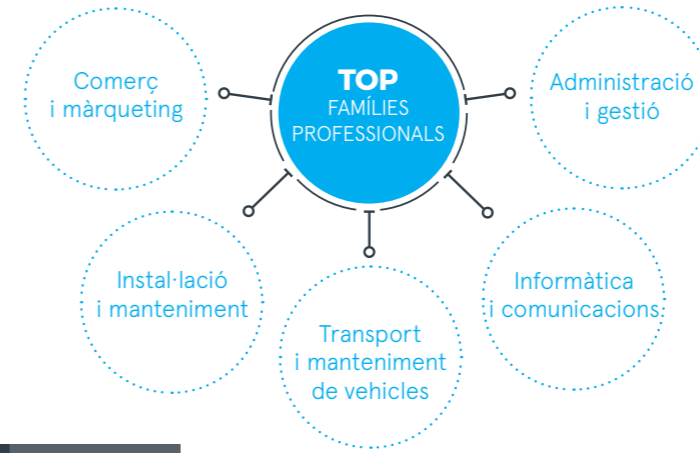 TOP
FAMÍLIES
PROFESSIONALS
Comerç
i màrqueting
Administració
i gestió
Instal·lació
i manteniment
Informàtica
i comunicacions
Transport
i manteniment
de vehicles